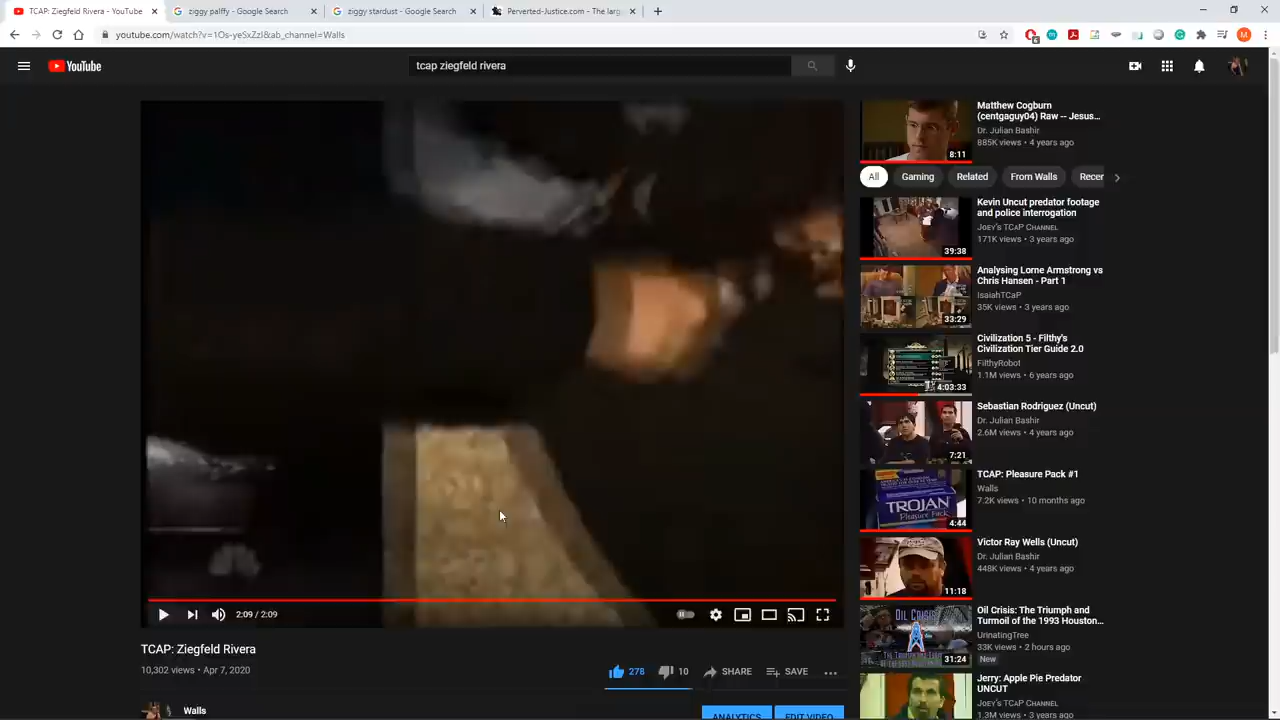 TCAP: Ziegfeld Rivera - YouTube
ziggy palffy - Google Search
ziggy stardust - Google Search
Perverted-Justice.com - The larg
youtube.com/watch?v=1Os-yeSxZzI&ab_channel=Walls
M
YouTube
tcap ziegfeld rivera
Matthew Cogburn
(centgaguy04) Raw -- Jesus...
Dr. Julian Bashir
885K views • 4 years ago
8:11
All
Gaming
Related
From Walls
Recer
Kevin Uncut predator footage
and police interrogation
Joey's TCAP Channel
171K views • 3 years ago
39:38
Analysing Lorne Armstrong vs
Chris Hansen - Part 1
IsaiahTCaP
35K views • 3 years ago
33:29
Civilization 5 - Filthy's
Civilization Tier Guide 2.0
FilthyRobot
1.1M views • 6 years ago
4:03:33
Sebastian Rodriguez (Uncut)
Dr. Julian Bashir
2.6M views • 4 years ago
7:21
TCAP: Pleasure Pack #1
Walls
7.2K views • 10 months ago
TROJAN
Pleasure Pack
4:44
Victor Ray Wells (Uncut)
Dr. Julian Bashir
448K views • 4 years ago
11:18
Oil Crisis: The Triumph and
Turmoil of the 1993 Houston...
UrinatingTree
33K views • 2 hours ago
New
OIL CRISIS
31:24
Jerry: Apple Pie Predator
UNCUT
Joey's TCAP Channel
1.3M views • 3 years ago
2:09 / 2:09
TCAP: Ziegfeld Rivera
10,302 views • Apr 7, 2020
278
10
SHARE
SAVE
Walls
ANALYTICS
EDIT VIDEO